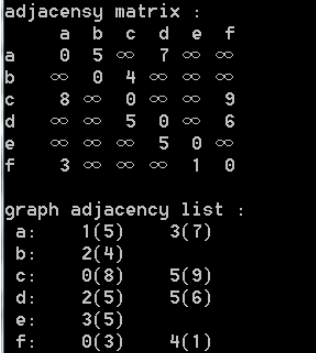 adjacensy matrix :
a b c d e f
a 0 5 ∞ 7 ∞ ∞
b ∞ 0 4 ∞ ∞ ∞
c 8 ∞ 0 ∞ ∞ 9
d ∞ ∞ 5 0 ∞ 6
e ∞ ∞ ∞ 5 0 ∞
f 3 ∞ ∞ ∞ 1 0
graph adjacency list :
a: 1(5) 3(7)
b: 2(4)
c: 0(8) 5(9)
d: 2(5) 5(6)
e: 3(5)
f: 0(3) 4(1)